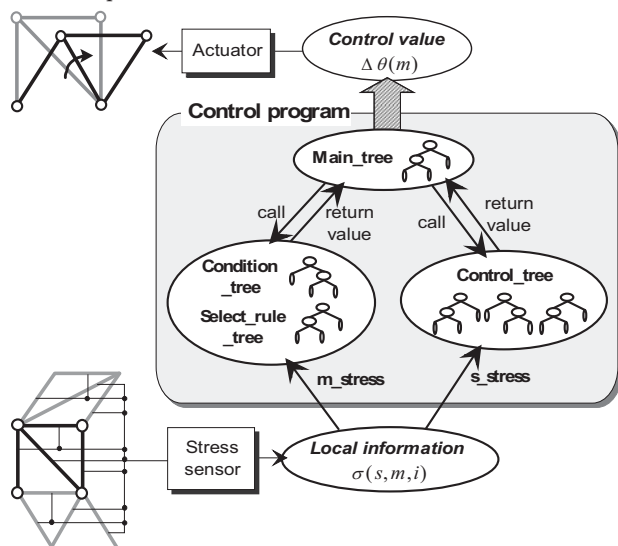 Control value
Δ θ(m)
Actuator
Control program
Main_tree
call
return
value
call
return
value
Condition
_tree
Select_rule
_tree
Control_tree
m_stress
s_stress
Stress
sensor
Local information
σ(s,m,i)